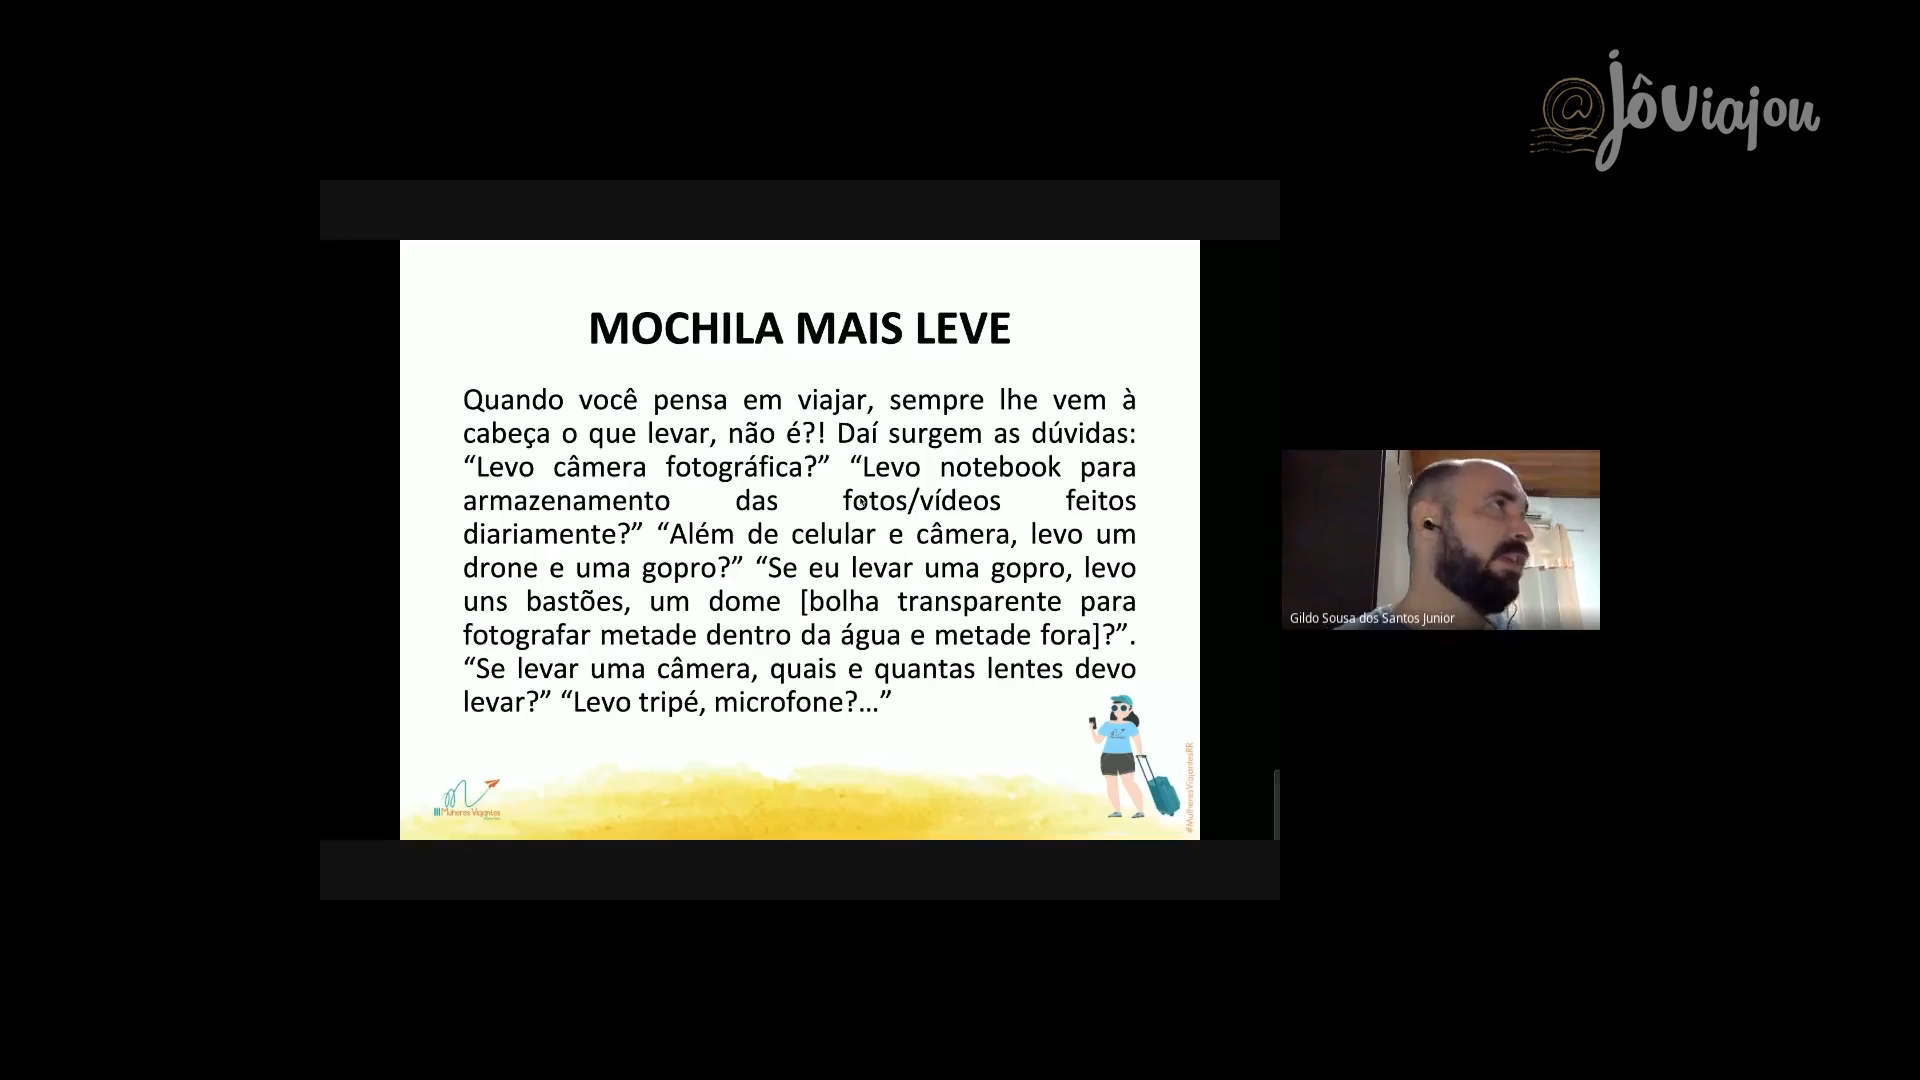 @jôviajou
MOCHILA MAIS LEVE
Quando você pensa em viajar, sempre lhe vem à
cabeça o que levar, não é?! Daí surgem as dúvidas:
“Levo câmera fotográfica?” “Levo notebook para
armazenamento das fotos/vídeos feitos
diariamente?” “Além de celular e câmera, levo um
drone e uma gopro?” “Se eu levar uma gopro, levo
uns bastões, um dome [bolha transparente para
fotografar metade dentro da água e metade fora]?”.
“Se levar uma câmera, quais e quantas lentes devo
levar?” “Levo tripé, microfone?...”
Mulheres Viajantes
#MulheresViajantesRR
Gildo Sousa dos Santos Junior